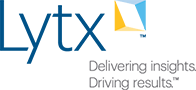 Lytx™
Delivering insights.
Driving results.™